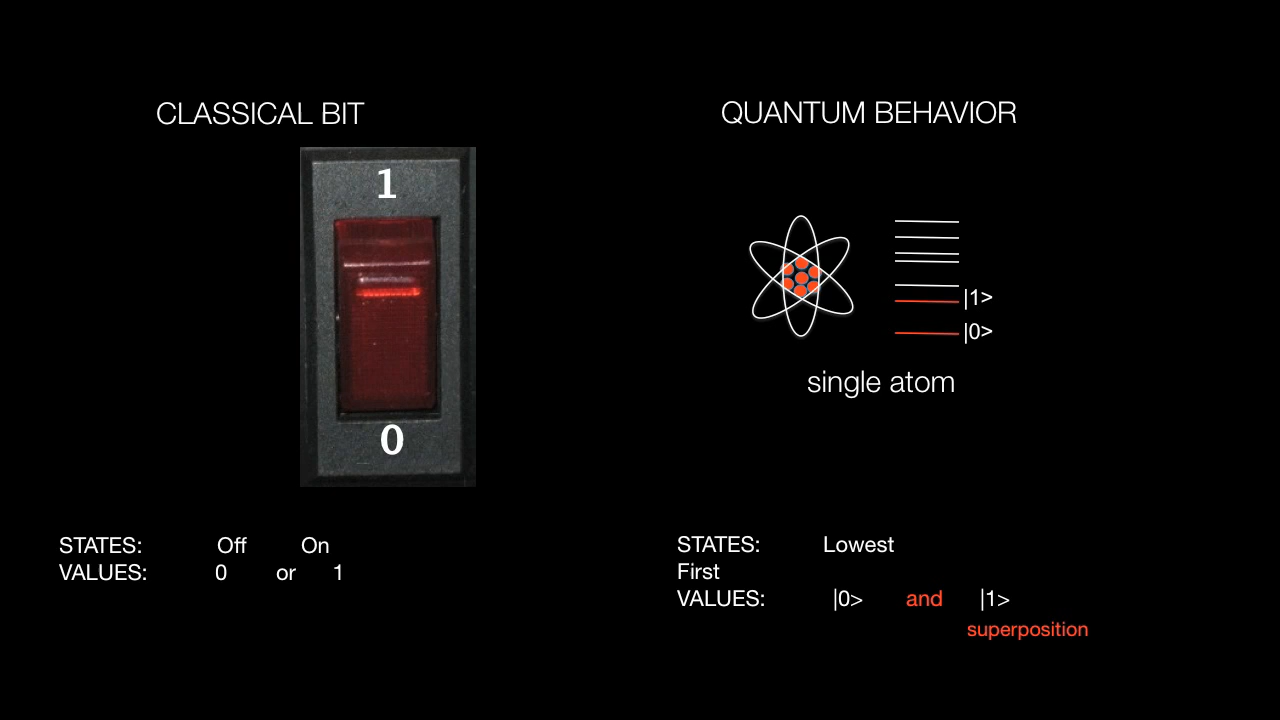 CLASSICAL BIT
1
0
STATES: Off On
VALUES: 0 or 1
QUANTUM BEHAVIOR
|1>
|0>
single atom
STATES: Lowest
First
VALUES: |0> and |1>
superposition